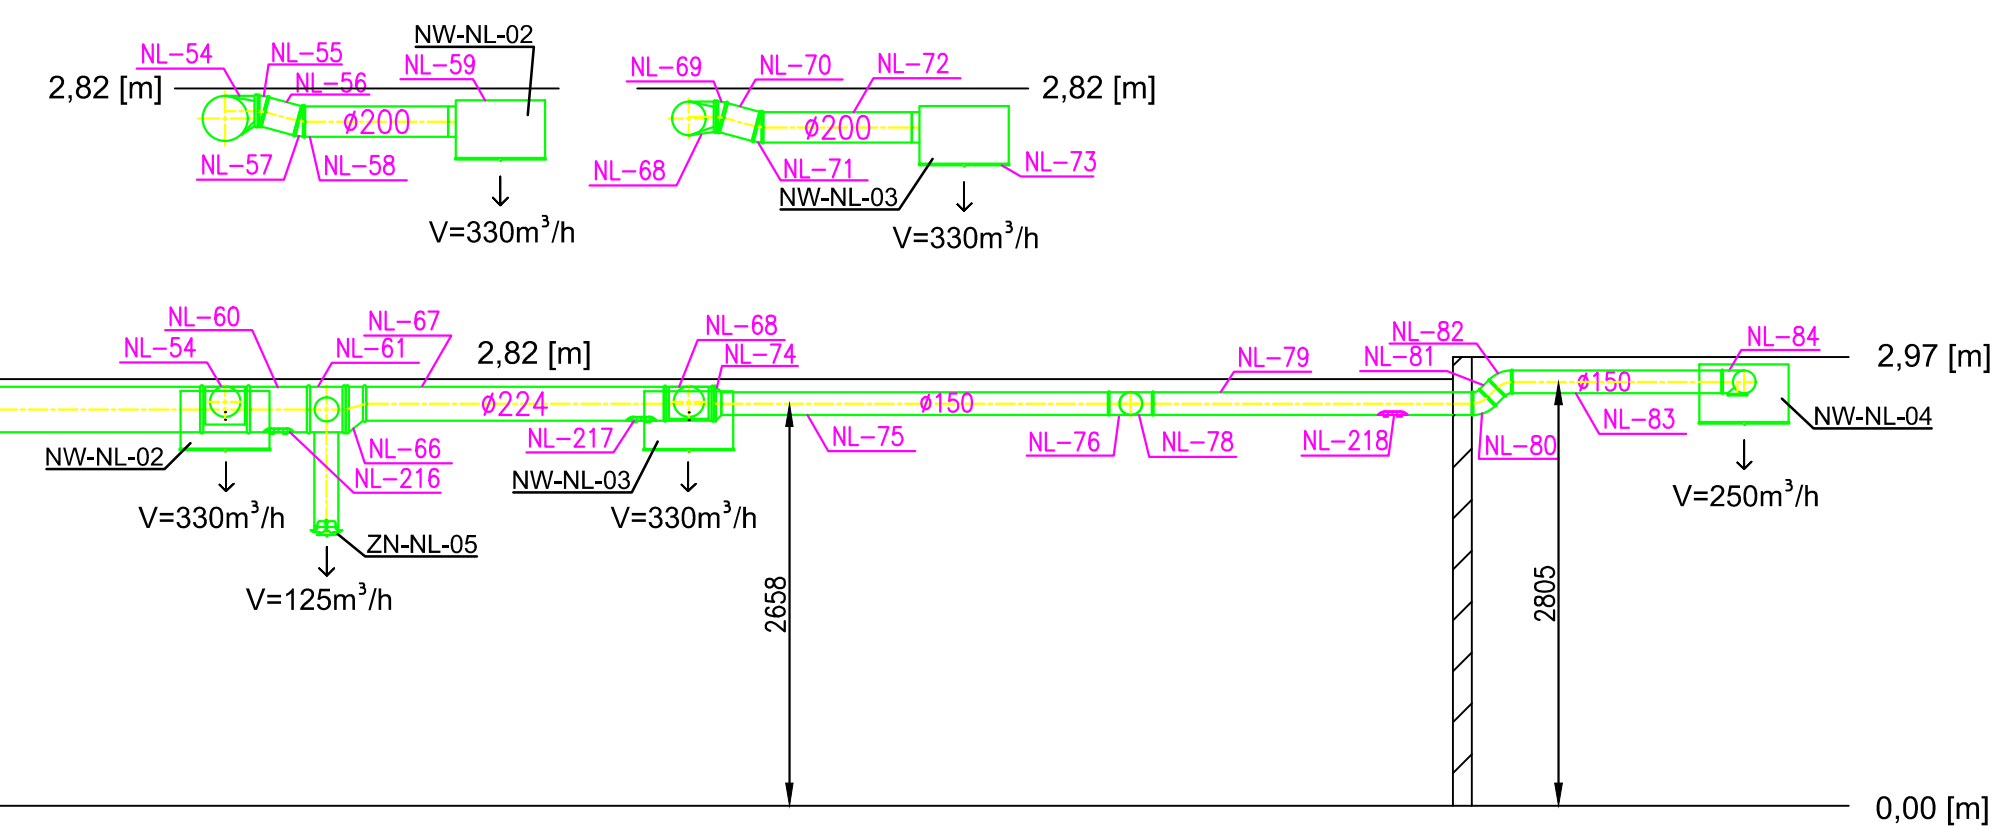 NW-NL-02
NL-54
NL-55
NL-56
NL-59
2,82 [m]
ø200
NL-57
NL-58
V=330m³/h
NL-69
NL-70
NL-72
2,82 [m]
ø200
NL-68
NL-71
NL-73
NW-NL-03
V=330m³/h
NL-60
NL-67
NL-54
NL-61
2,82 [m]
NL-68
NL-74
NL-79
NL-82
NL-81
NL-84
2,97 [m]
ø224
ø150
ø150
NW-NL-02
NL-66
NL-216
NL-217
NW-NL-03
NL-75
NL-76
NL-78
NL-218
NL-80
NL-83
NW-NL-04
V=330m³/h
V=330m³/h
V=250m³/h
ZN-NL-05
V=125m³/h
2658
2805
0,00 [m]